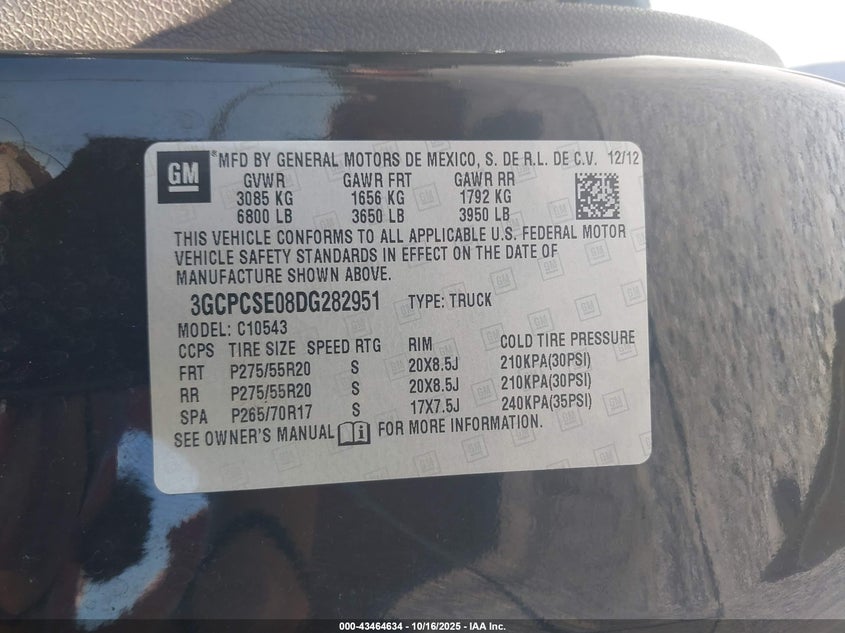 GM
*MFD BY GENERAL MOTORS DE MEXICO, S. DE R.L. DE C.V. 12/12
GVWR GAWR FRT GAWR RR
3085 KG 1656 KG 1792 KG
6800 LB 3650 LB 3950 LB
THIS VEHICLE CONFORMS TO ALL APPLICABLE U.S. FEDERAL MOTOR
VEHICLE SAFETY STANDARDS IN EFFECT ON THE DATE OF
MANUFACTURE SHOWN ABOVE.
3GCPCSE08DG282951 TYPE: TRUCK
MODEL: C10543
CCPS TIRE SIZE SPEED RTG RIM COLD TIRE PRESSURE
FRT P275/55R20 S 20X8.5J 210KPA(30PSI)
RR P275/55R20 S 20X8.5J 210KPA(30PSI)
SPA P265/70R17 S 17X7.5J 240KPA(35PSI)
SEE OWNER'S MANUAL i FOR MORE INFORMATION.
000-43464634 - 10/16/2025 - IAA Inc.